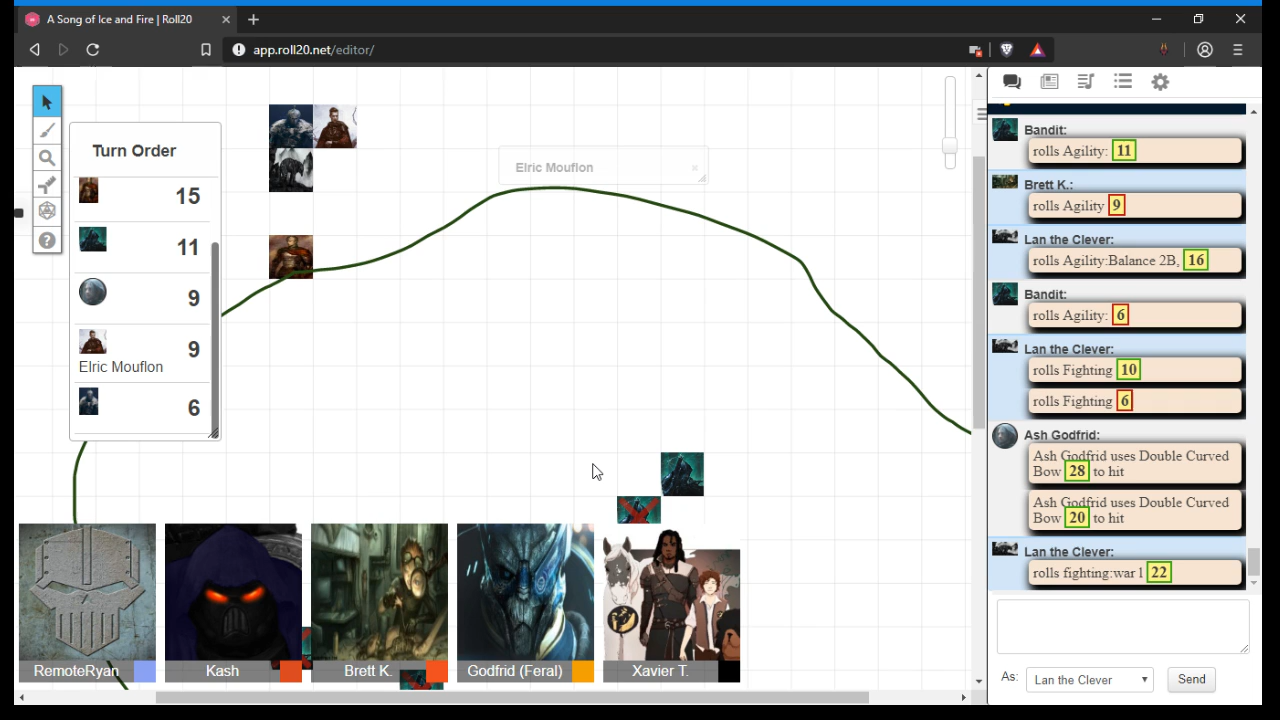 A Song of Ice and Fire | Roll20
app.roll20.net/editor/
Turn Order
15
11
9
9
Elric Mouflon
6
Elric Mouflon
RemoteRyan
Kash
Brett K.
Godfrid (Feral)
Xavier T.
Bandit:
rolls Agility: 11
Brett K.:
rolls Agility 9
Lan the Clever:
rolls Agility:Balance 2B, 16
Bandit:
rolls Agility: 6
Lan the Clever:
rolls Fighting 10
rolls Fighting 6
Ash Godfrid:
Ash Godfrid uses Double Curved
Bow 28 to hit
Ash Godfrid uses Double Curved
Bow 20 to hit
Lan the Clever:
rolls fighting:war1 22
As: Lan the Clever Send